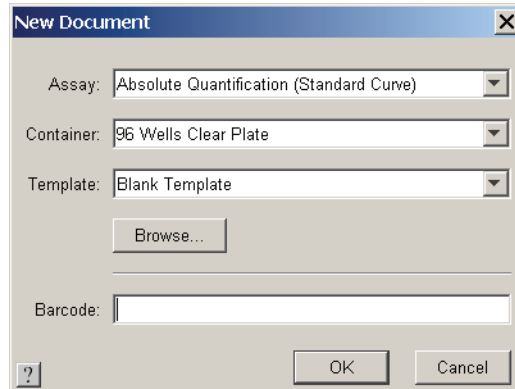 New Document
Assay: Absolute Quantification (Standard Curve)
Container: 96 Wells Clear Plate
Template: Blank Template
Browse...
Barcode:
? OK Cancel